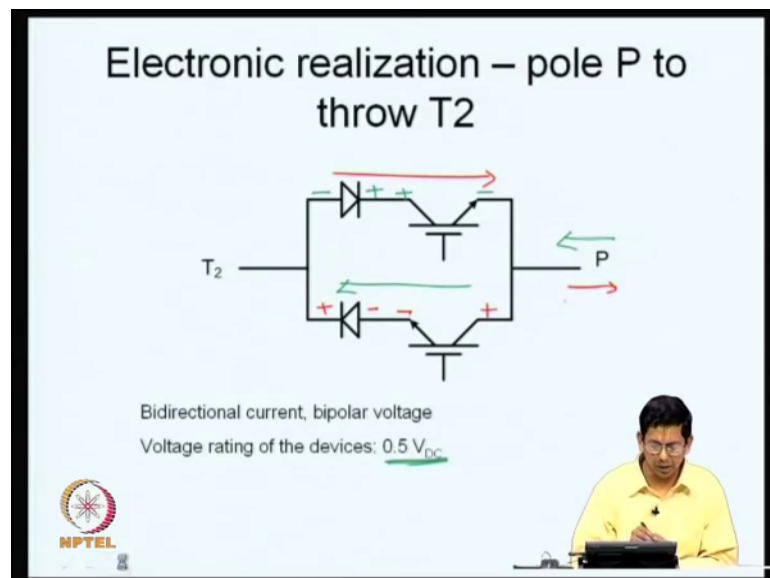 Electronic realization – pole P to
throw T2
- + + -
T₂
P
+ - - +
Bidirectional current, bipolar voltage
Voltage rating of the devices: 0.5 V_DC
NPTEL